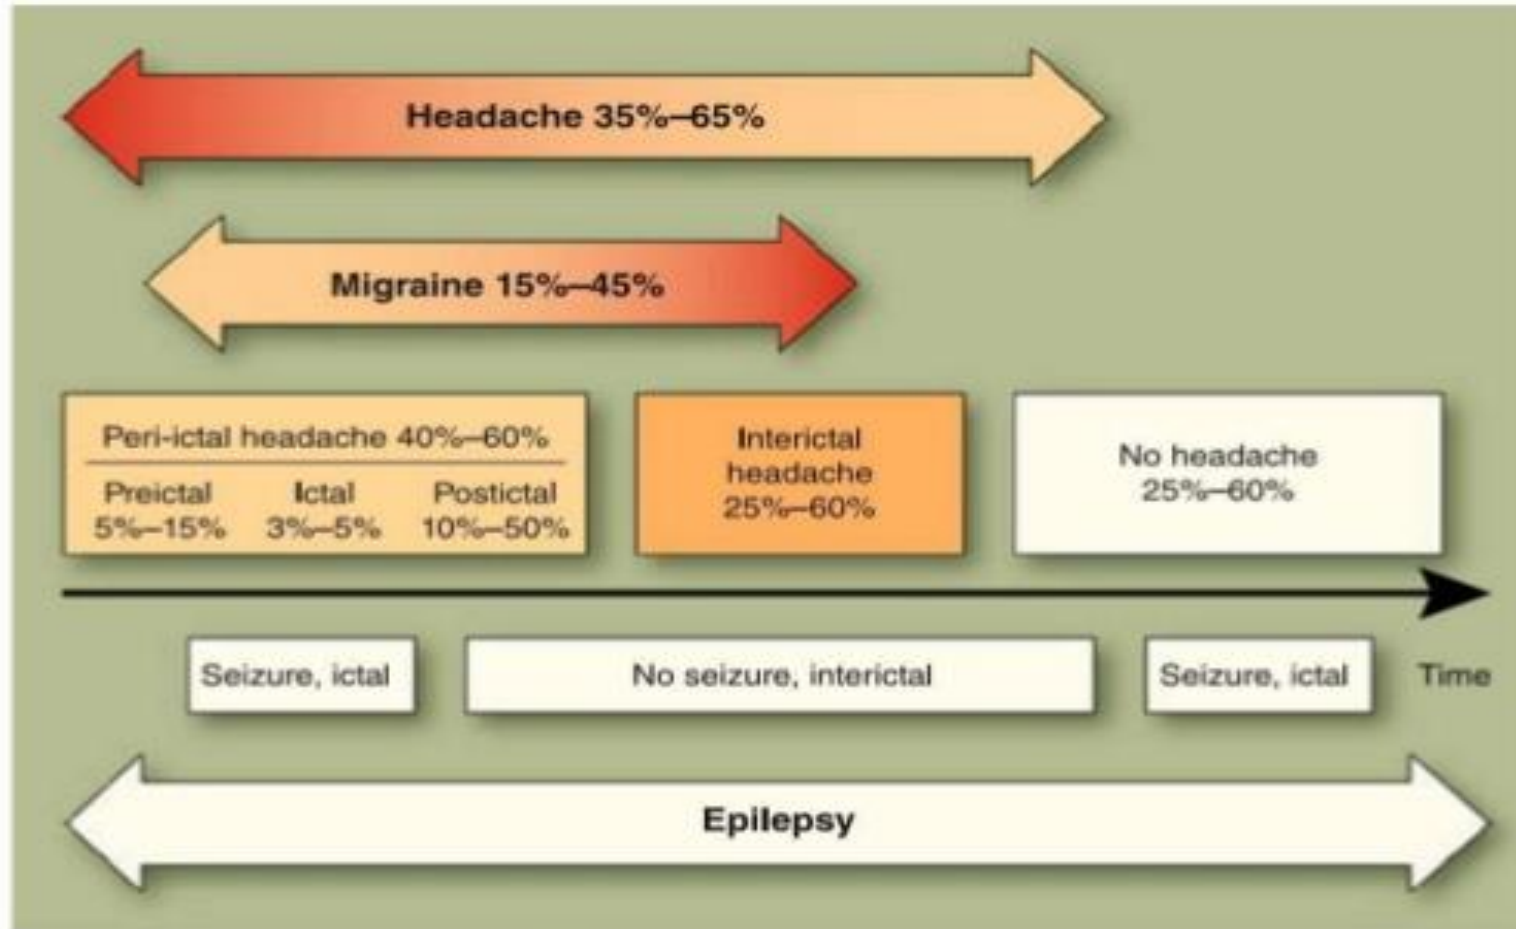 Headache 35%–65%
Migraine 15%–45%
Peri-ictal headache 40%–60%
Preictal
5%–15%
Ictal
3%–5%
Postictal
10%–50%
Interictal
headache
25%–60%
No headache
25%–60%
Seizure, ictal
No seizure, interictal
Seizure, ictal
Time
Epilepsy